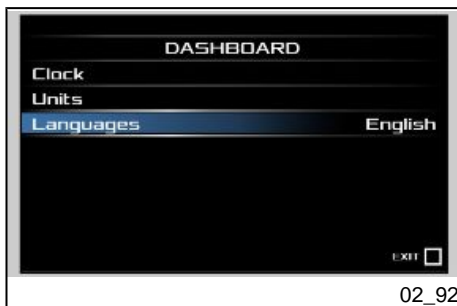 DASHBOARD
Clock
Units
Languages English
EXIT
02_92